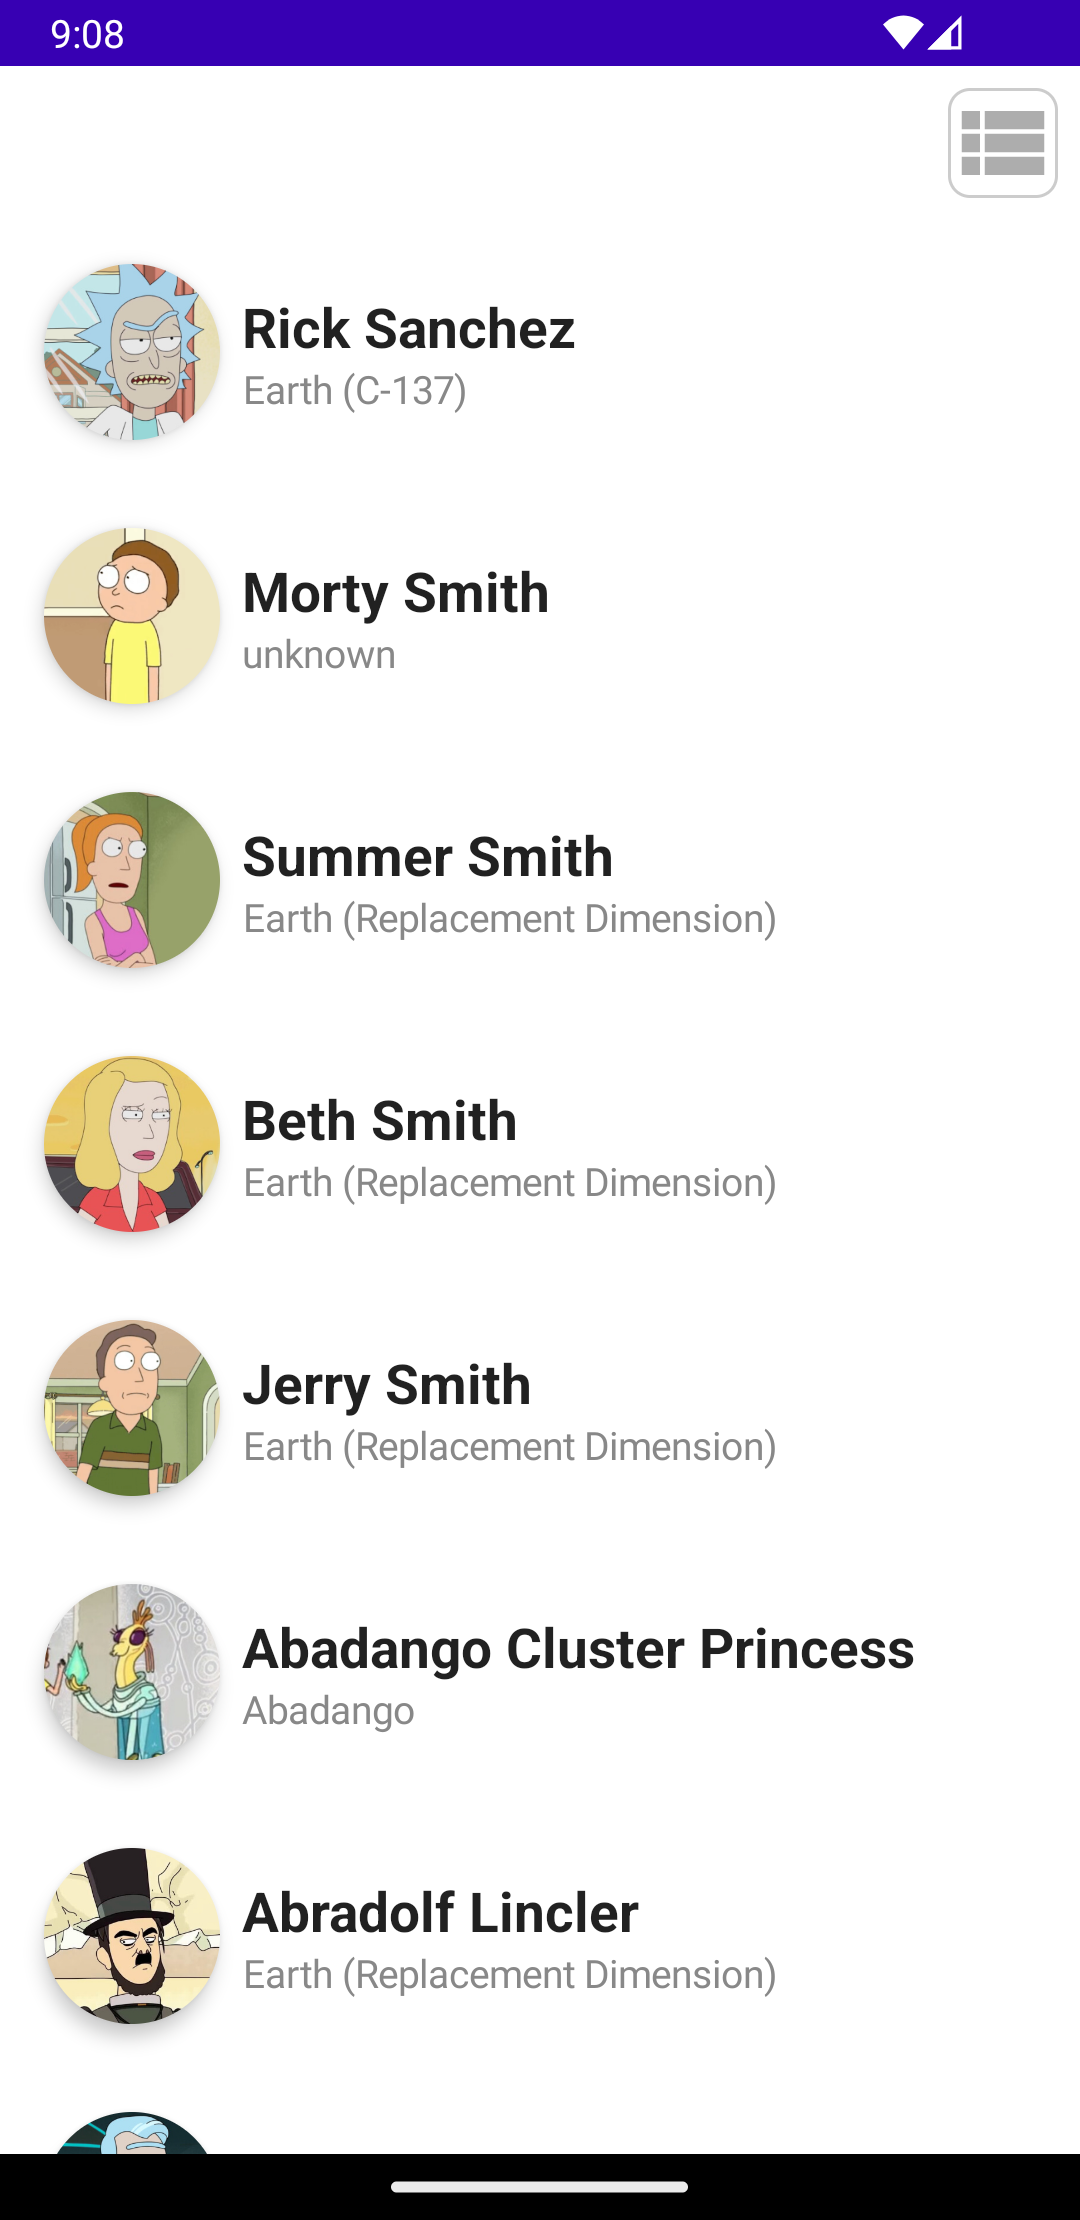 9:08
Rick Sanchez
Earth (C-137)
Morty Smith
unknown
Summer Smith
Earth (Replacement Dimension)
Beth Smith
Earth (Replacement Dimension)
Jerry Smith
Earth (Replacement Dimension)
Abadango Cluster Princess
Abadango
Abradolf Lincler
Earth (Replacement Dimension)